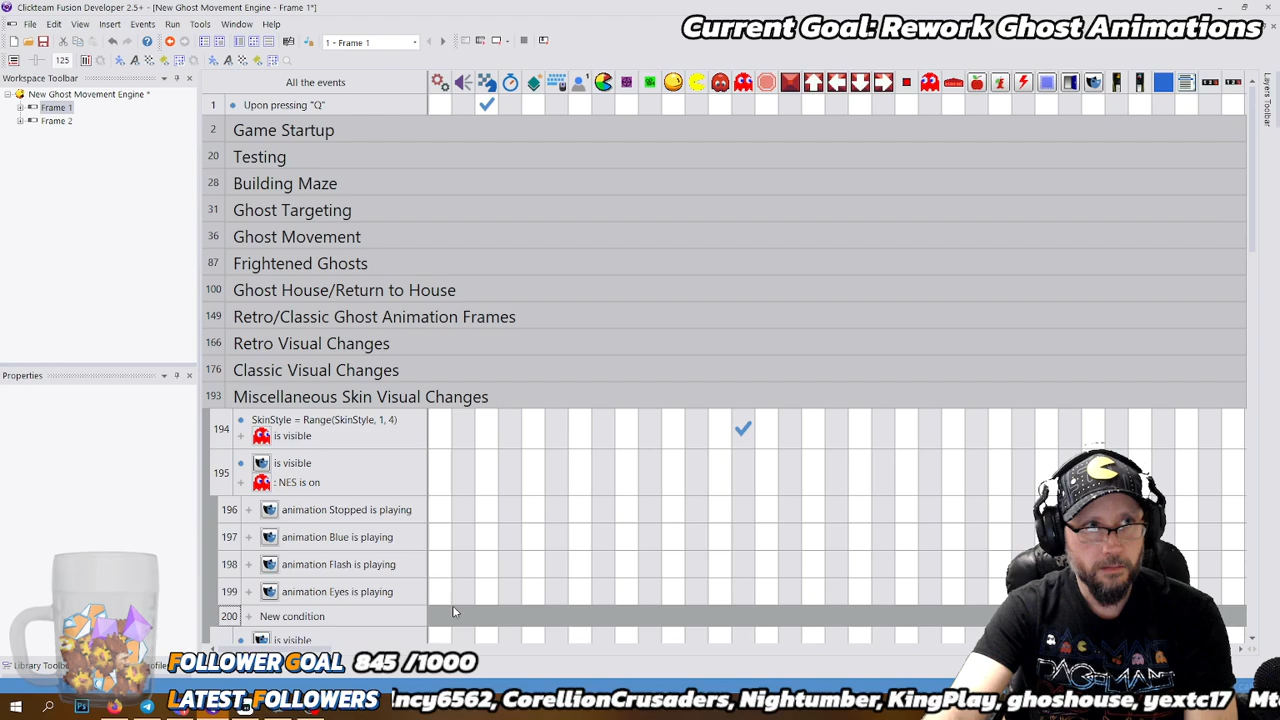 Clickteam Fusion Developer 2.5+ - [New Ghost Movement Engine - Frame 1*]
Current Goal: Rework Ghost Animations
File Edit View Insert Events Run Tools Window Help
1 - Frame 1
123
Workspace Toolbar
All the events
Layers Toolbar
New Ghost Movement Engine *
Frame 1
Frame 2
1 Upon pressing "Q"
2 Game Startup
20 Testing
28 Building Maze
31 Ghost Targeting
36 Ghost Movement
87 Frightened Ghosts
100 Ghost House/Return to House
149 Retro/Classic Ghost Animation Frames
166 Retro Visual Changes
Properties
176 Classic Visual Changes
193 Miscellaneous Skin Visual Changes
194 SkinStyle = Range(SkinStyle, 1, 4)
is visible
195 is visible
: NES is on
196 animation Stopped is playing
197 animation Blue is playing
198 animation Flash is playing
199 animation Eyes is playing
200 New condition
is visible
Library Toolb
Follower Goal 845 /1000
Latest Followers ncy6562, CorellionCrusaders, Nightumber, KingPlay, ghoshouse, yextc17 Mt